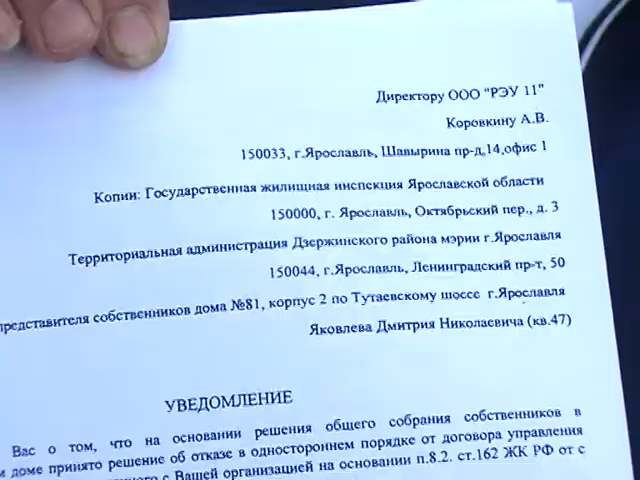 Директору ООО "РЭУ 11"
Коровкину А.В.
150033, г.Ярославль, Шавырина пр-д,14,офис 1
Копии: Государственная жилищная инспекция Ярославской области
150000, г. Ярославль, Октябрьский пер., д. 3
Территориальная администрация Дзержинского района мэрии г.Ярославля
150044, г.Ярославль, Ленинградский пр-т, 50
представителя собственников дома №81, корпус 2 по Тутаевскому шоссе г.Ярославля
Яковлева Дмитрия Николаевича (кв.47)
УВЕДОМЛЕНИЕ
Вас о том, что на основании решения общего собрания собственников в
м доме принято решение об отказе в одностороннем порядке от договора управления
с Вашей организацией на основании п.8.2. ст.162 ЖК РФ от с